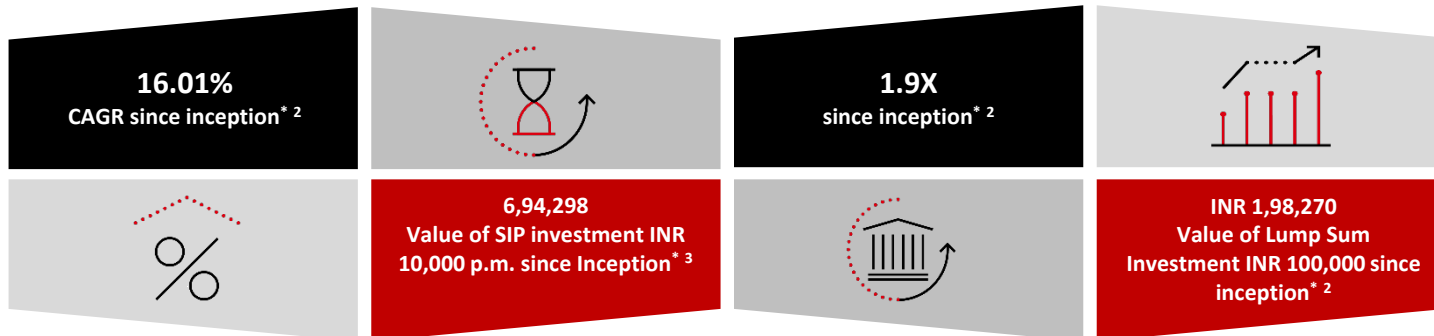 16.01%
CAGR since inception* 2
1.9X
since inception* 2
6,94,298
Value of SIP investment INR
10,000 p.m. since Inception* 3
INR 1,98,270
Value of Lump Sum
Investment INR 100,000 since
inception* 2